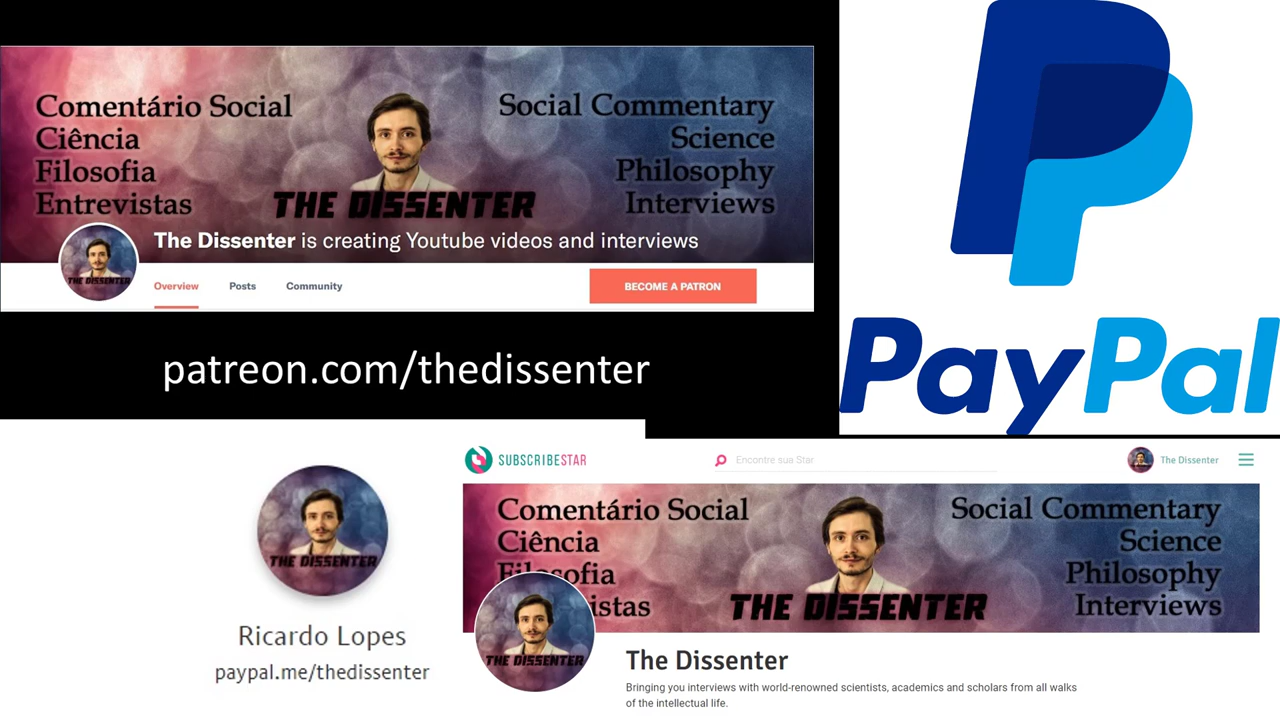 Comentário Social
Ciência
Filosofia
Entrevistas
Social Commentary
Science
Philosophy
Interviews
THE DISSENTER
The Dissenter is creating Youtube videos and interviews
THE DISSENTER
Overview Posts Community BECOME A PATRON
patreon.com/thedissenter
PayPal
THE DISSENTER
Ricardo Lopes
paypal.me/thedissenter
SUBSCRIBESTAR
Encontre sua Star
The Dissenter
Comentário Social
Ciência
Filosofia
istas
Social Commentary
Science
Philosophy
Interviews
THE DISSENTER
THE DISSENTER
The Dissenter
Bringing you interviews with world-renowned scientists, academics and scholars from all walks
of the intellectual life.